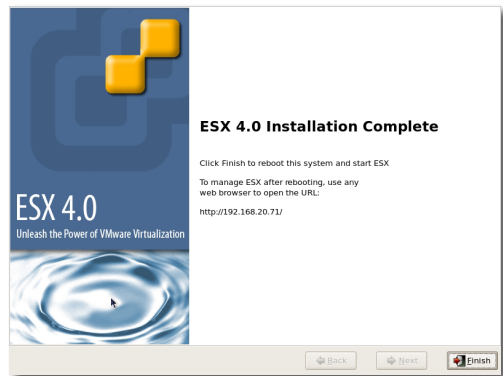 ESX 4.0 Installation Complete
Click Finish to reboot this system and start ESX
To manage ESX after rebooting, use any
web browser to open the URL:
http://192.168.20.71/
ESX 4.0
Unleash the Power of VMware Virtualization
Back
Next
Finish